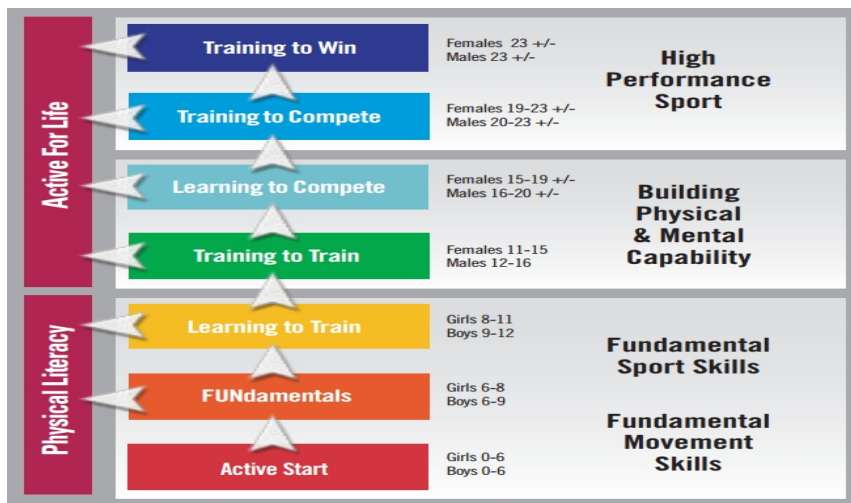 Active For Life
Training to Win
Females 23 +/-
Males 23 +/-
High
Performance
Sport
Training to Compete
Females 19-23 +/-
Males 20-23 +/-
Learning to Compete
Females 15-19 +/-
Males 16-20 +/-
Building
Physical
& Mental
Capability
Training to Train
Females 11-15
Males 12-16
Physical Literacy
Learning to Train
Girls 8-11
Boys 9-12
Fundamental
Sport Skills
FUNdamentals
Girls 6-8
Boys 6-9
Fundamental
Movement
Skills
Active Start
Girls 0-6
Boys 0-6